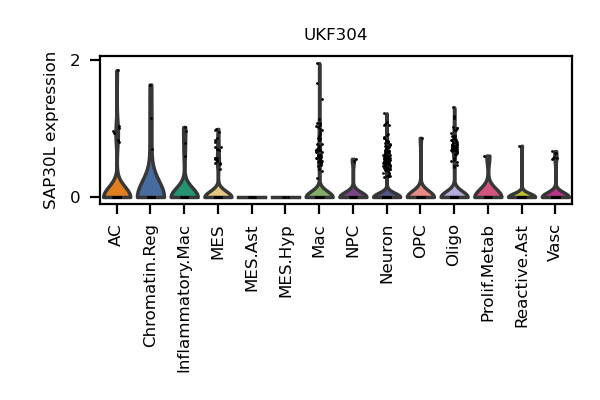 UKF304
SAP30L expression
2
0
AC
Chromatin.Reg
Inflammatory.Mac
MES
MES.Ast
MES.Hyp
Mac
NPC
Neuron
OPC
Oligo
Prolif.Metab
Reactive.Ast
Vasc